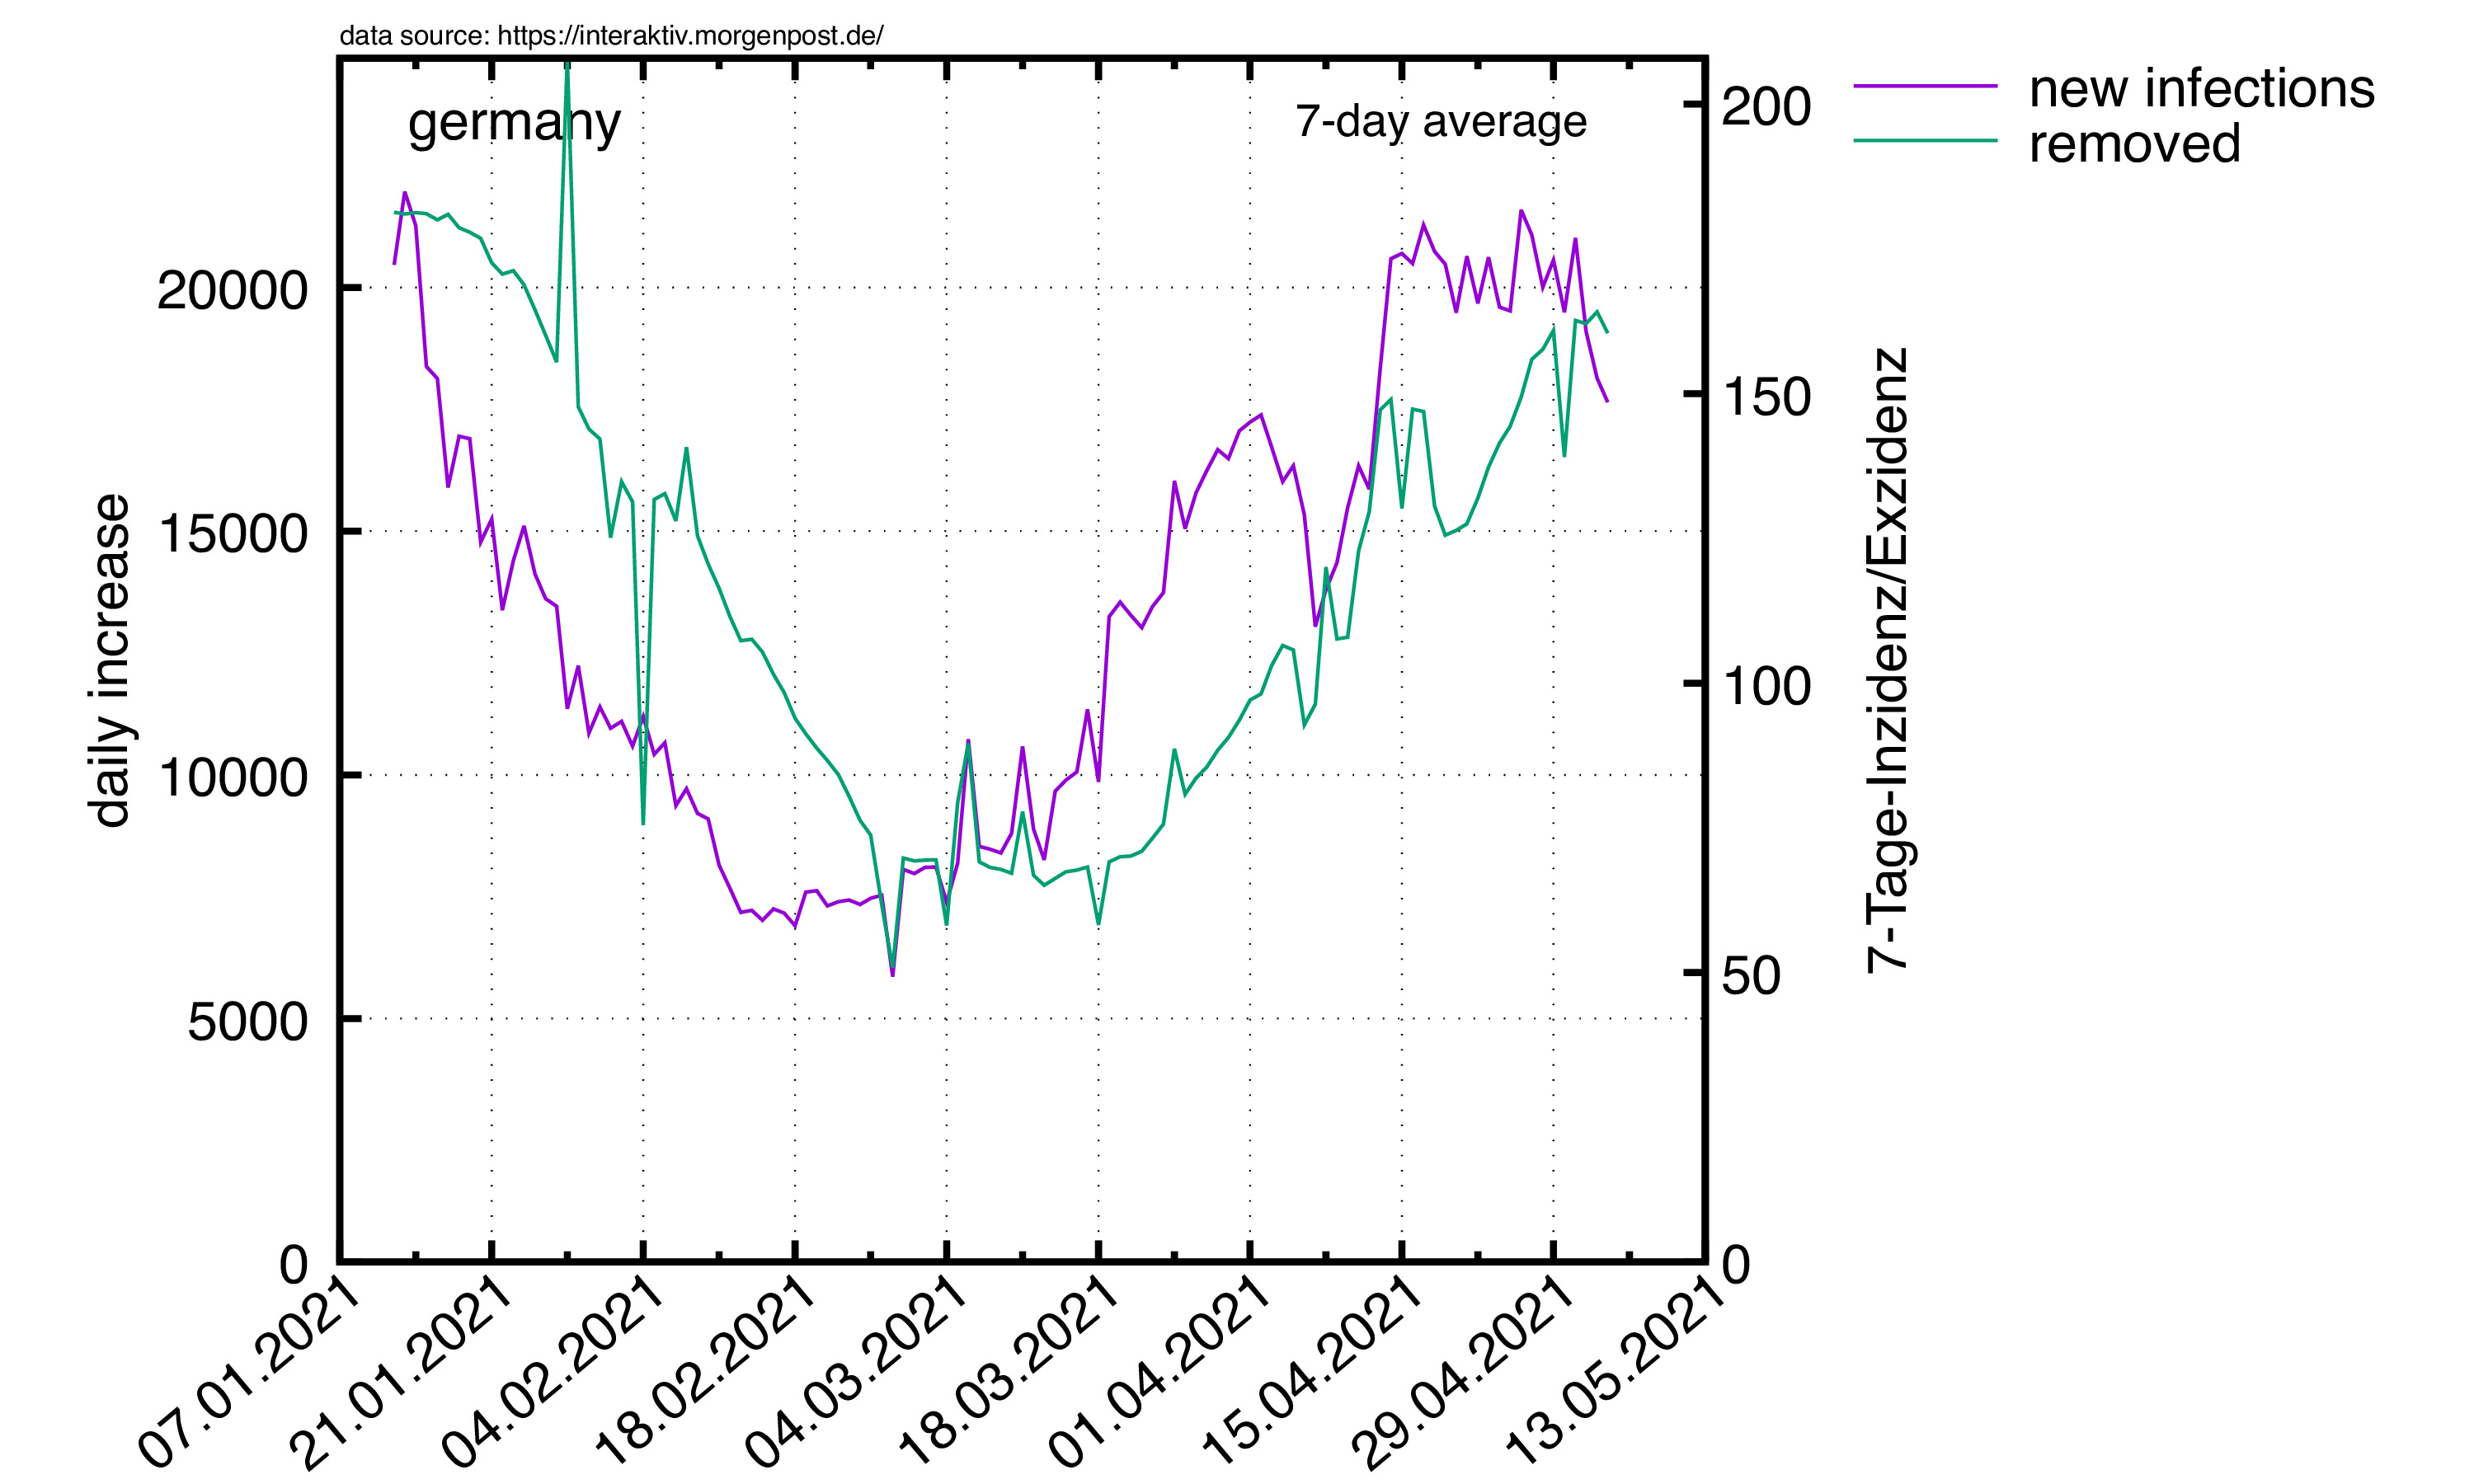 data source: https://interaktiv.morgenpost.de/
germany
7-day average
new infections
removed
daily increase
20000
15000
10000
5000
0
200
150
100
50
0
7-Tage-Inzidenz/Exzidenz
07.01.2021
21.01.2021
04.02.2021
18.02.2021
04.03.2021
18.03.2021
01.04.2021
15.04.2021
29.04.2021
13.05.2021